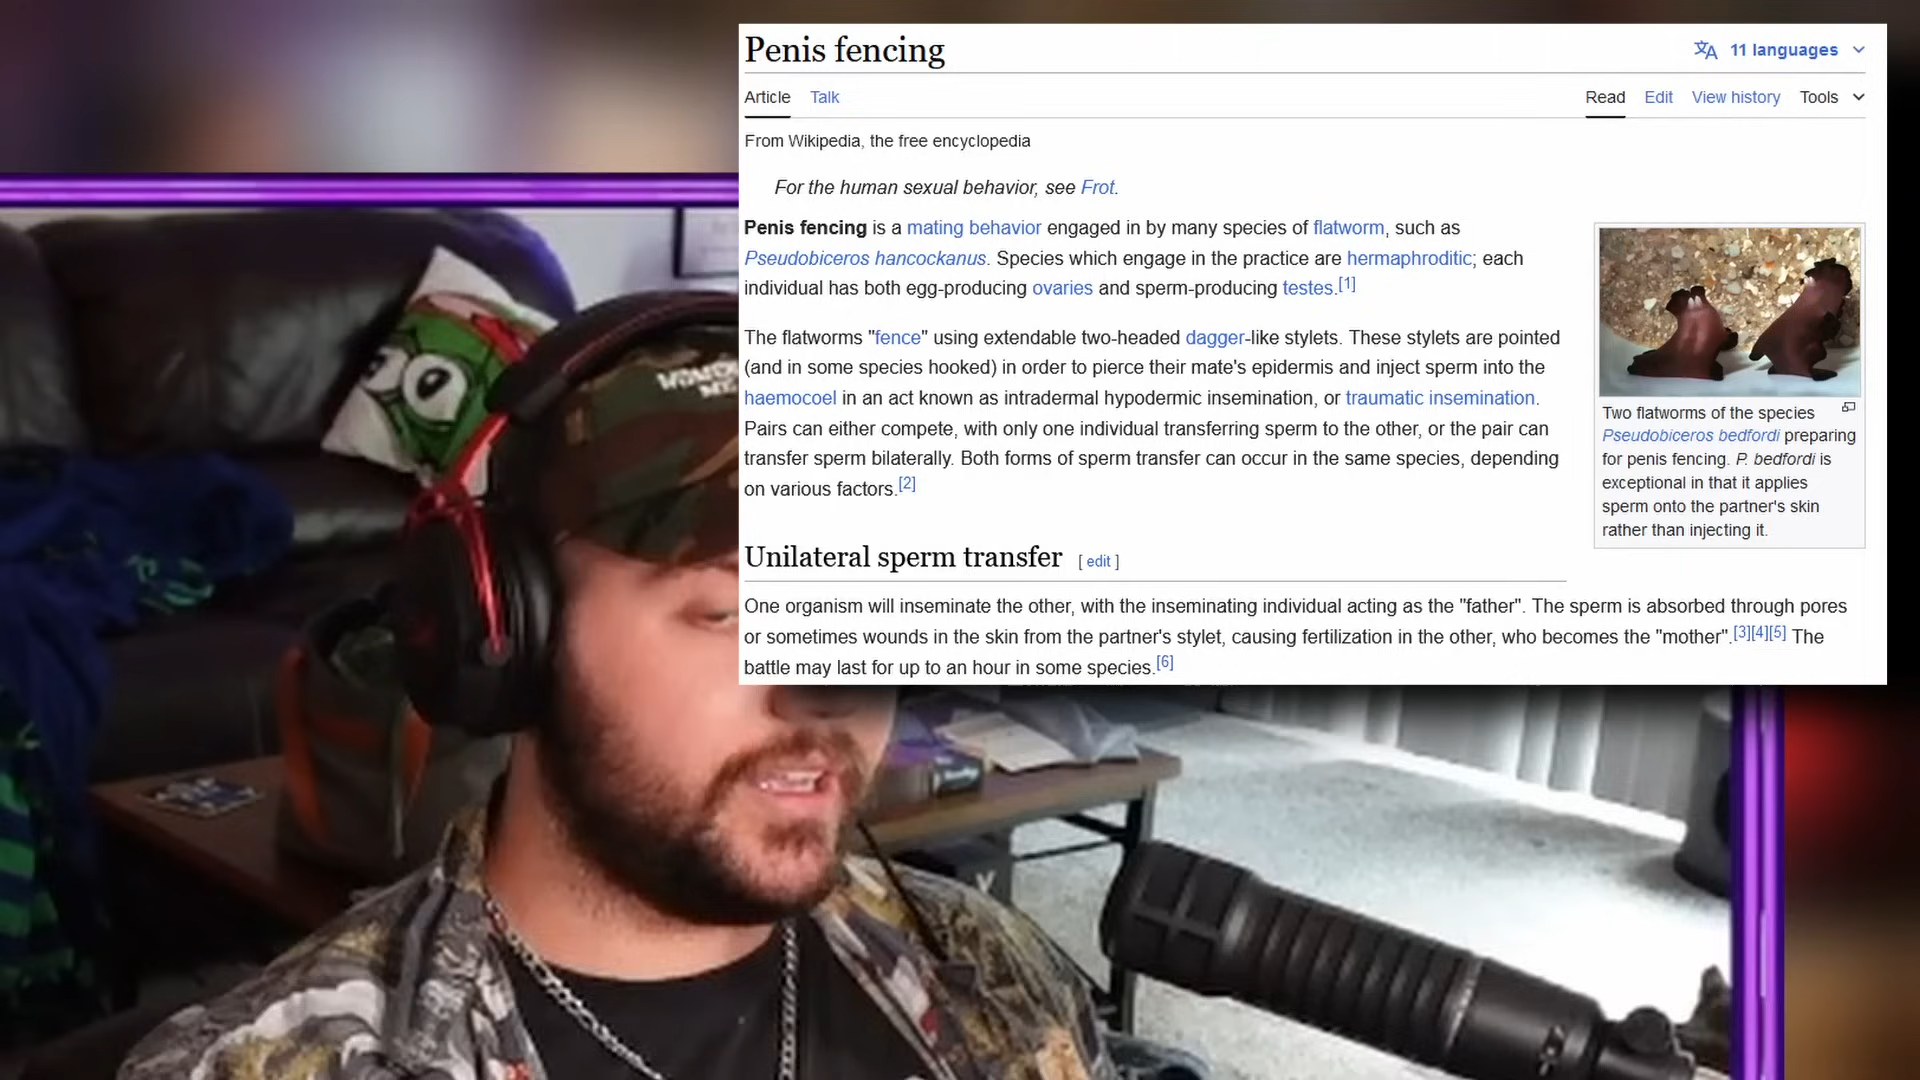 Penis fencing
11 languages
Article Talk Read Edit View history Tools
From Wikipedia, the free encyclopedia
For the human sexual behavior, see Frot.
Penis fencing is a mating behavior engaged in by many species of flatworm, such as
Pseudobiceros hancockanus. Species which engage in the practice are hermaphroditic; each
individual has both egg-producing ovaries and sperm-producing testes.[1]
The flatworms "fence" using extendable two-headed dagger-like stylets. These stylets are pointed
(and in some species hooked) in order to pierce their mate's epidermis and inject sperm into the
haemocoel in an act known as intradermal hypodermic insemination, or traumatic insemination.
Pairs can either compete, with only one individual transferring sperm to the other, or the pair can
transfer sperm bilaterally. Both forms of sperm transfer can occur in the same species, depending
on various factors.[2]
Two flatworms of the species
Pseudobiceros bedfordi preparing
for penis fencing. P. bedfordi is
exceptional in that it applies
sperm onto the partner's skin
rather than injecting it.
Unilateral sperm transfer [ edit ]
One organism will inseminate the other, with the inseminating individual acting as the "father". The sperm is absorbed through pores
or sometimes wounds in the skin from the partner's stylet, causing fertilization in the other, who becomes the "mother".[3][4][5] The
battle may last for up to an hour in some species.[6]